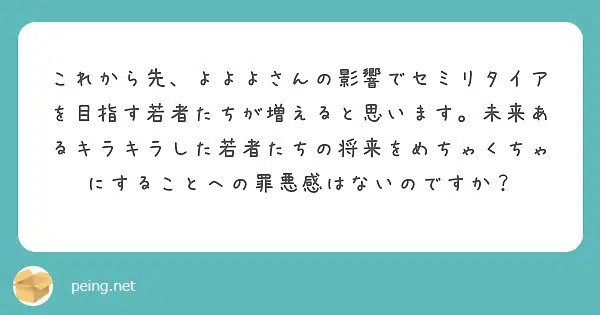 これから先、よよよさんの影響でセミリタイア
を目指す若者たちが増えると思います。未来あ
るキラキラした若者たちの将来をめちゃくちゃ
にすることへの罪悪感はないのですか？
peing.net